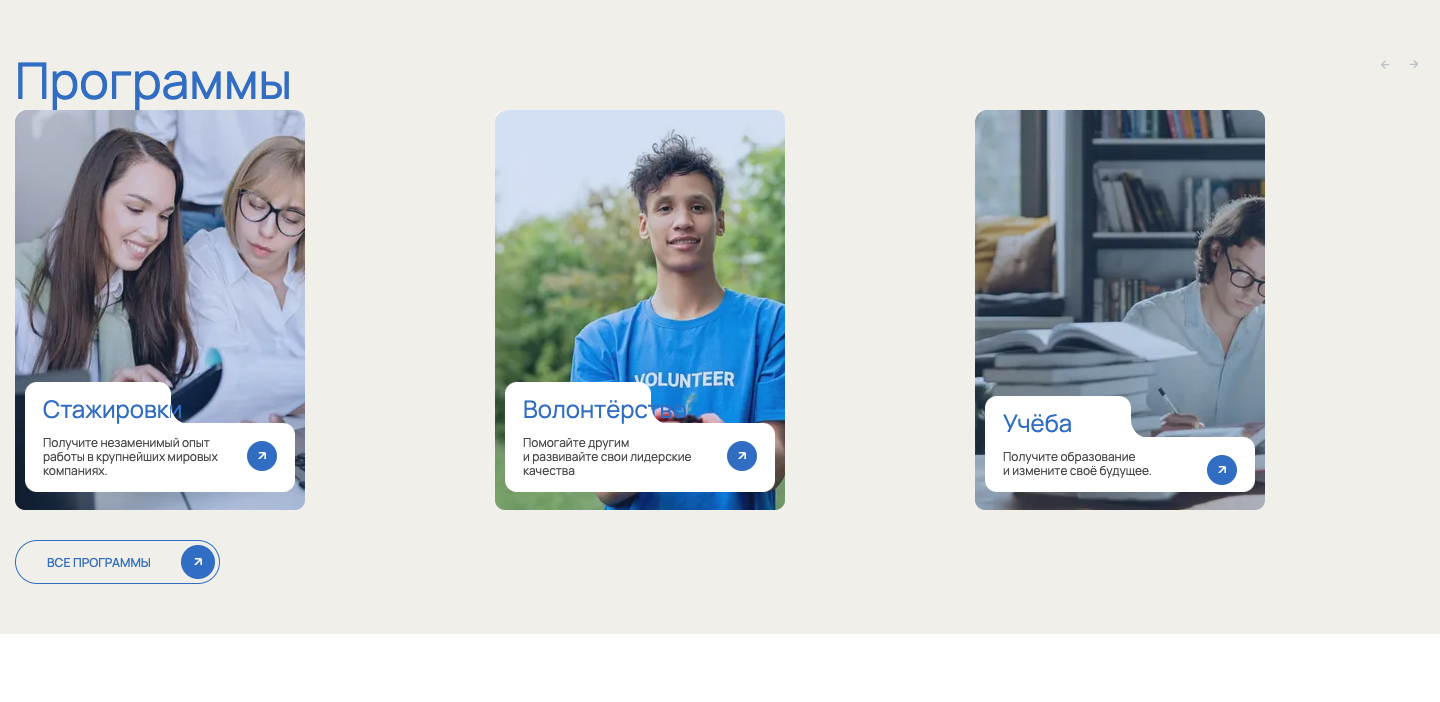 Программы
Стажировки
Получите незаменимый опыт
работы в крупнейших мировых
компаниях.
VOLUNTEER
Волонтёрство
Помогайте другим
и развивайте свои лидерские
качества
Учёба
Получите образование
и измените своё будущее.
ВСЕ ПРОГРАММЫ